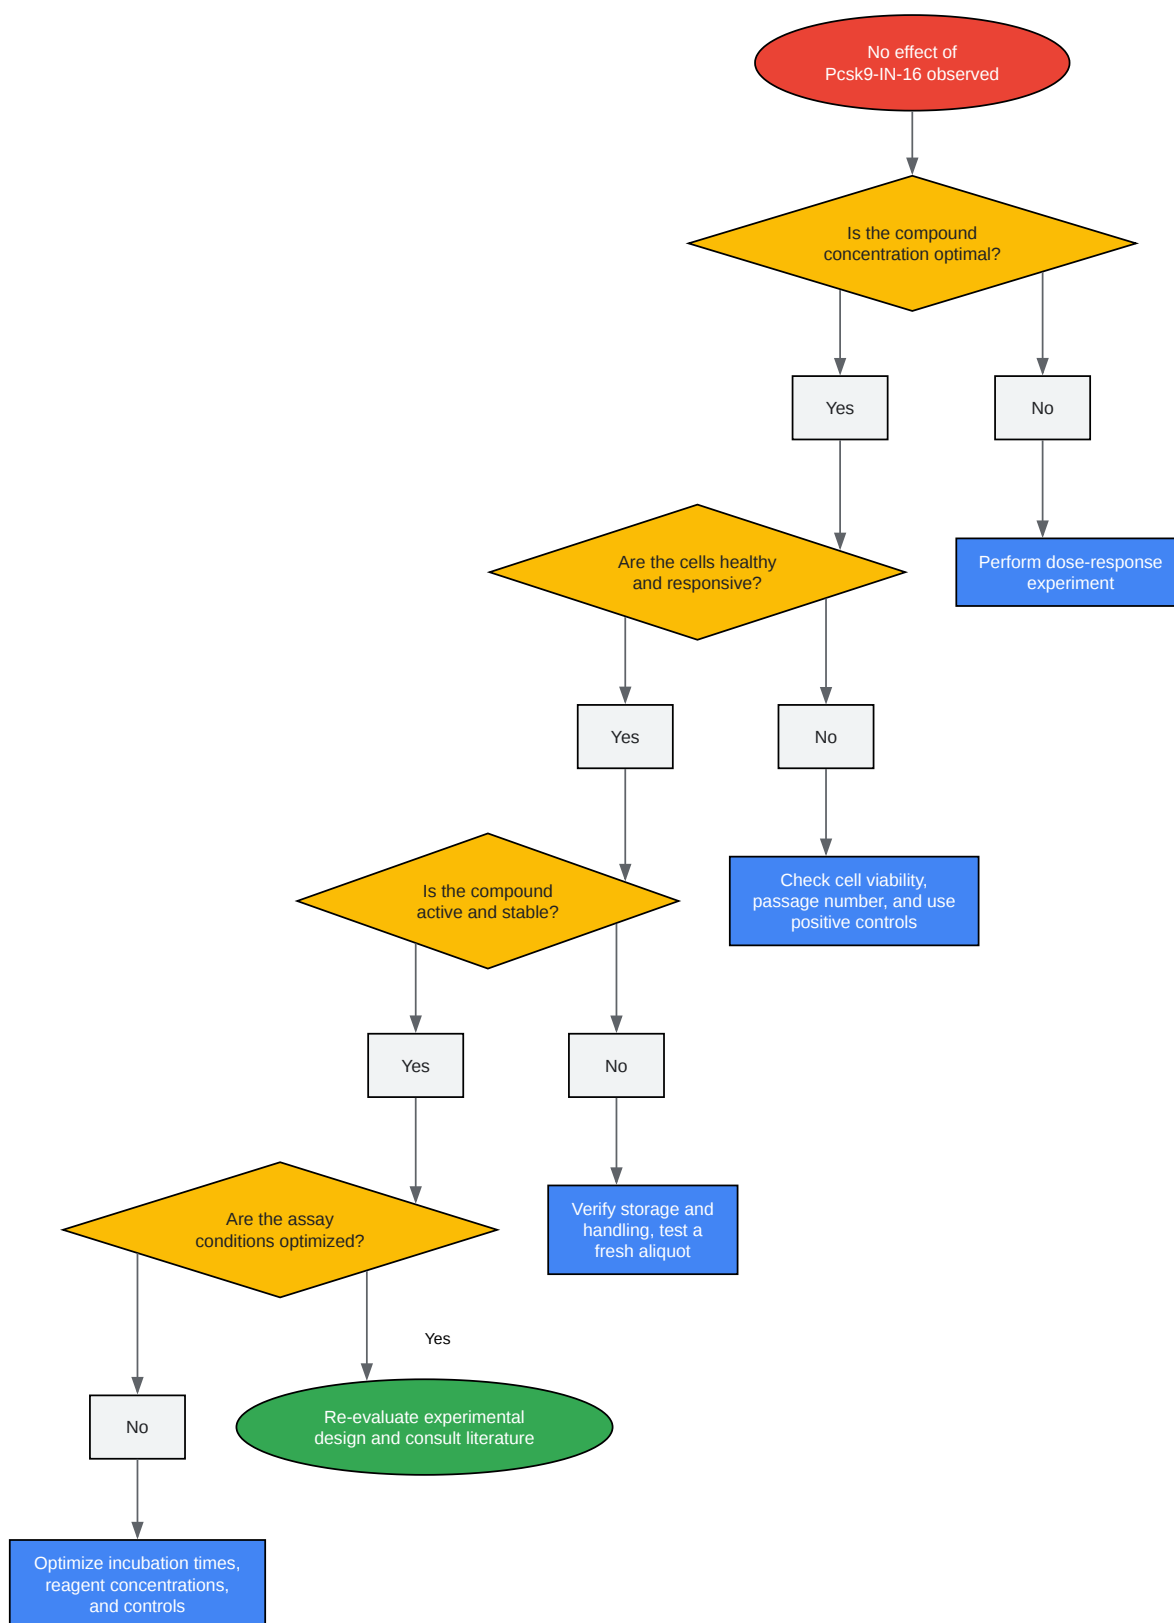 No effect of
Pcsk9-IN-16 observed
Is the compound
concentration optimal?
Yes
No
Are the cells healthy
and responsive?
Perform dose-response
experiment
Yes
No
Is the compound
active and stable?
Check cell viability,
passage number, and use
positive controls
Yes
No
Are the assay
conditions optimized?
Verify storage and
handling, test a
fresh aliquot
Yes
No
Re-evaluate experimental
design and consult literature
Optimize incubation times,
reagent concentrations,
and controls